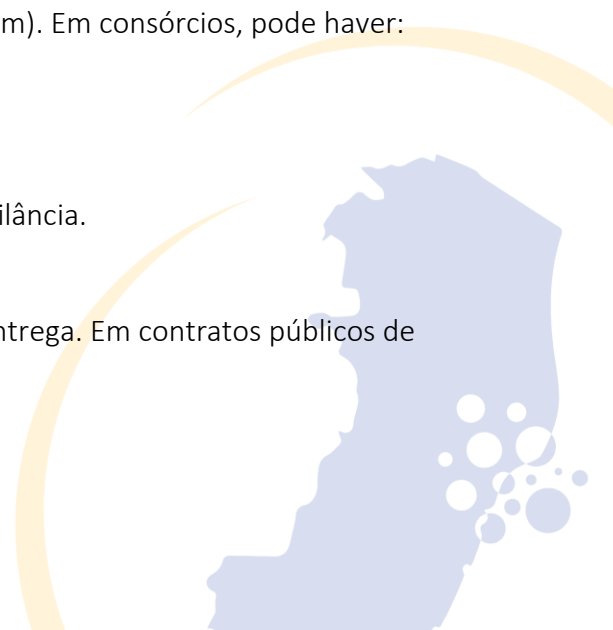 m). Em consórcios, pode haver:
ilância.
ntrega. Em contratos públicos de